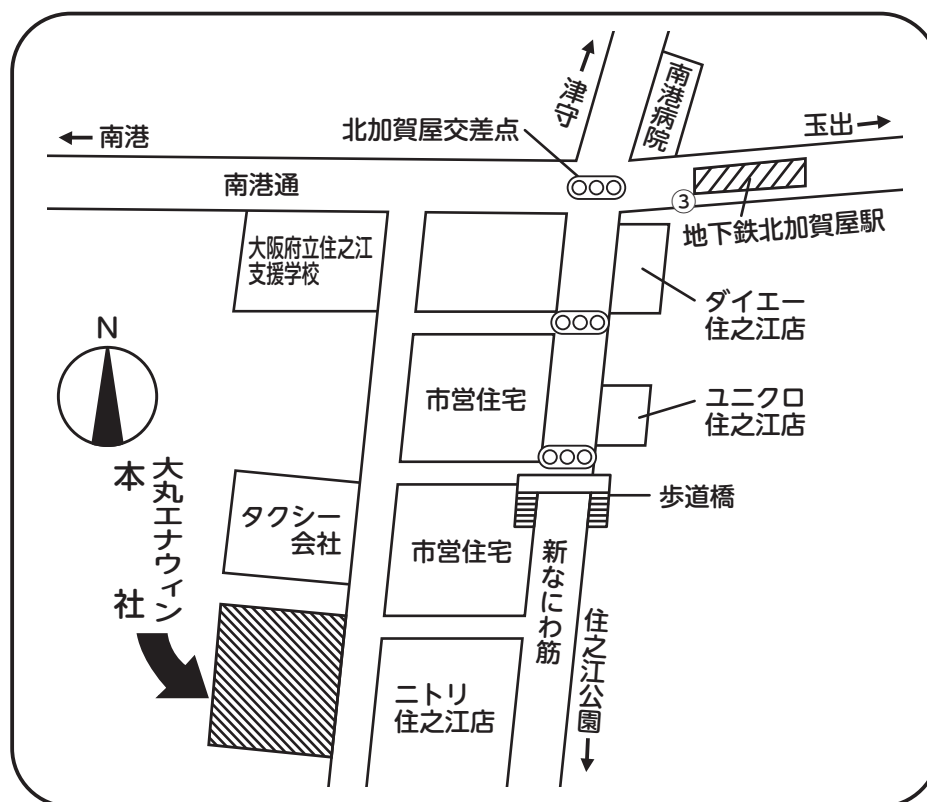 津守
南港病院
北加賀屋交差点
玉出
南港
南港通
③
地下鉄北加賀屋駅
大阪府立住之江
支援学校
ダイエー
住之江店
N
市営住宅
ユニクロ
住之江店
大丸エナウィン
本社
歩道橋
タクシー
会社
市営住宅
新なにわ筋
住之江公園
ニトリ
住之江店